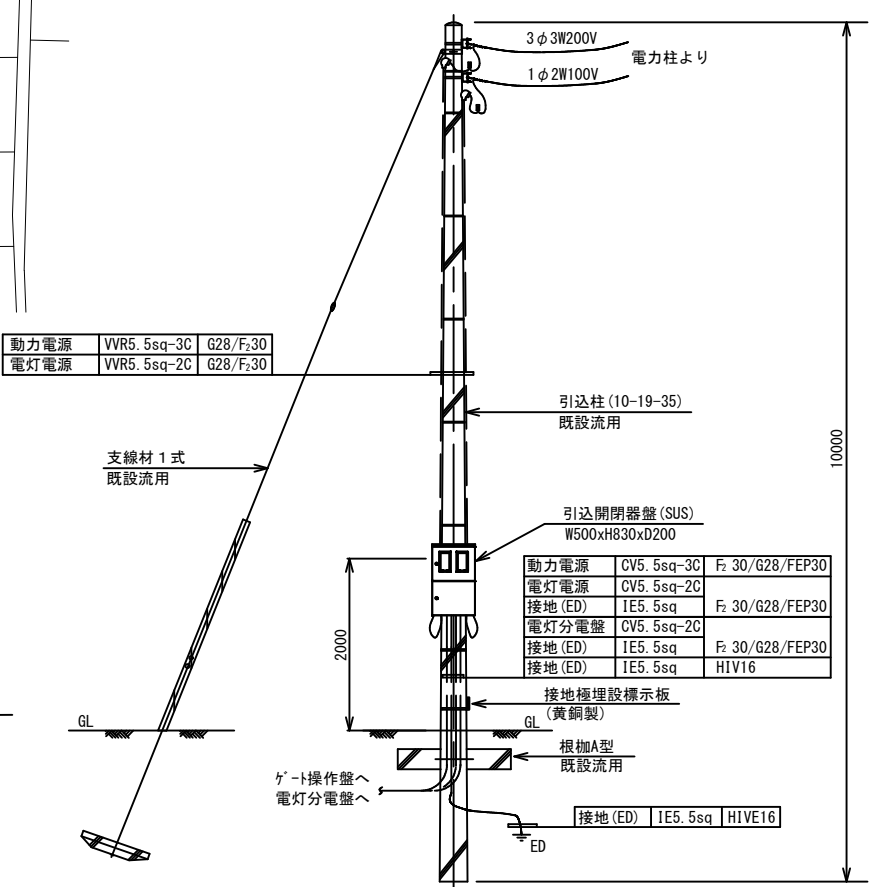 3φ3W200V
電力柱より
1φ2W100V
動力電源 VVR5.5sq-3C G28/F₂30
電灯電源 VVR5.5sq-2C G28/F₂30
引込柱(10-19-35)
既設流用
10000
支線材1式
既設流用
引込開閉器盤(SUS)
W500xH830xD200
動力電源 CV5.5sq-3C F₂ 30/G28/FEP30
電灯電源 CV5.5sq-2C
接地(ED) IE5.5sq F₂ 30/G28/FEP30
電灯分電盤 CV5.5sq-2C
接地(ED) IE5.5sq F₂ 30/G28/FEP30
接地(ED) IE5.5sq HIV16
2000
接地極埋設標示板
(黄銅製)
GL
GL
根枷A型
既設流用
ゲート操作盤へ
電灯分電盤へ
接地(ED) IE5.5sq HIVE16
ED